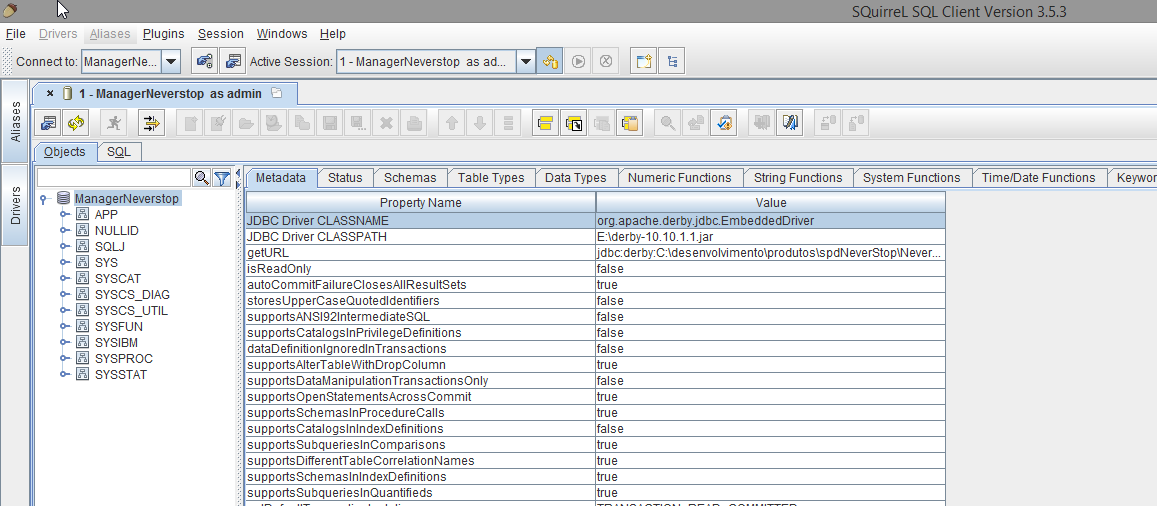 SQuirreL SQL Client Version 3.5.3
File Drivers Aliases Plugins Session Windows Help
Connect to: ManagerNe... Active Session: 1 - ManagerNeverstop as ad...
Aliases
Drivers
1 - ManagerNeverstop as admin
Objects SQL
Metadata Status Schemas Table Types Data Types Numeric Functions String Functions System Functions Time/Date Functions Keywor
ManagerNeverstop
APP
NULLID
SQLJ
SYS
SYSCAT
SYSCS_DIAG
SYSCS_UTIL
SYSFUN
SYSIBM
SYSPROC
SYSSTAT
Property Name Value
JDBC Driver CLASSNAME org.apache.derby.jdbc.EmbeddedDriver
JDBC Driver CLASSPATH E:\derby-10.10.1.1.jar
getURL jdbc:derby:C:\desenvolvimento\produtos\spdNeverStop\Never...
isReadOnly false
autoCommitFailureClosesAllResultSets true
storesUpperCaseQuotedIdentifiers false
supportsANSI92IntermediateSQL false
supportsCatalogsInPrivilegeDefinitions false
dataDefinitionIgnoredInTransactions false
supportsAlterTableWithDropColumn true
supportsDataManipulationTransactionsOnly false
supportsOpenStatementsAcrossCommit true
supportsSchemasInProcedureCalls true
supportsCatalogsInIndexDefinitions false
supportsSubqueriesInComparisons true
supportsDifferentTableCorrelationNames true
supportsSchemasInIndexDefinitions true
supportsSubqueriesInQuantifieds true